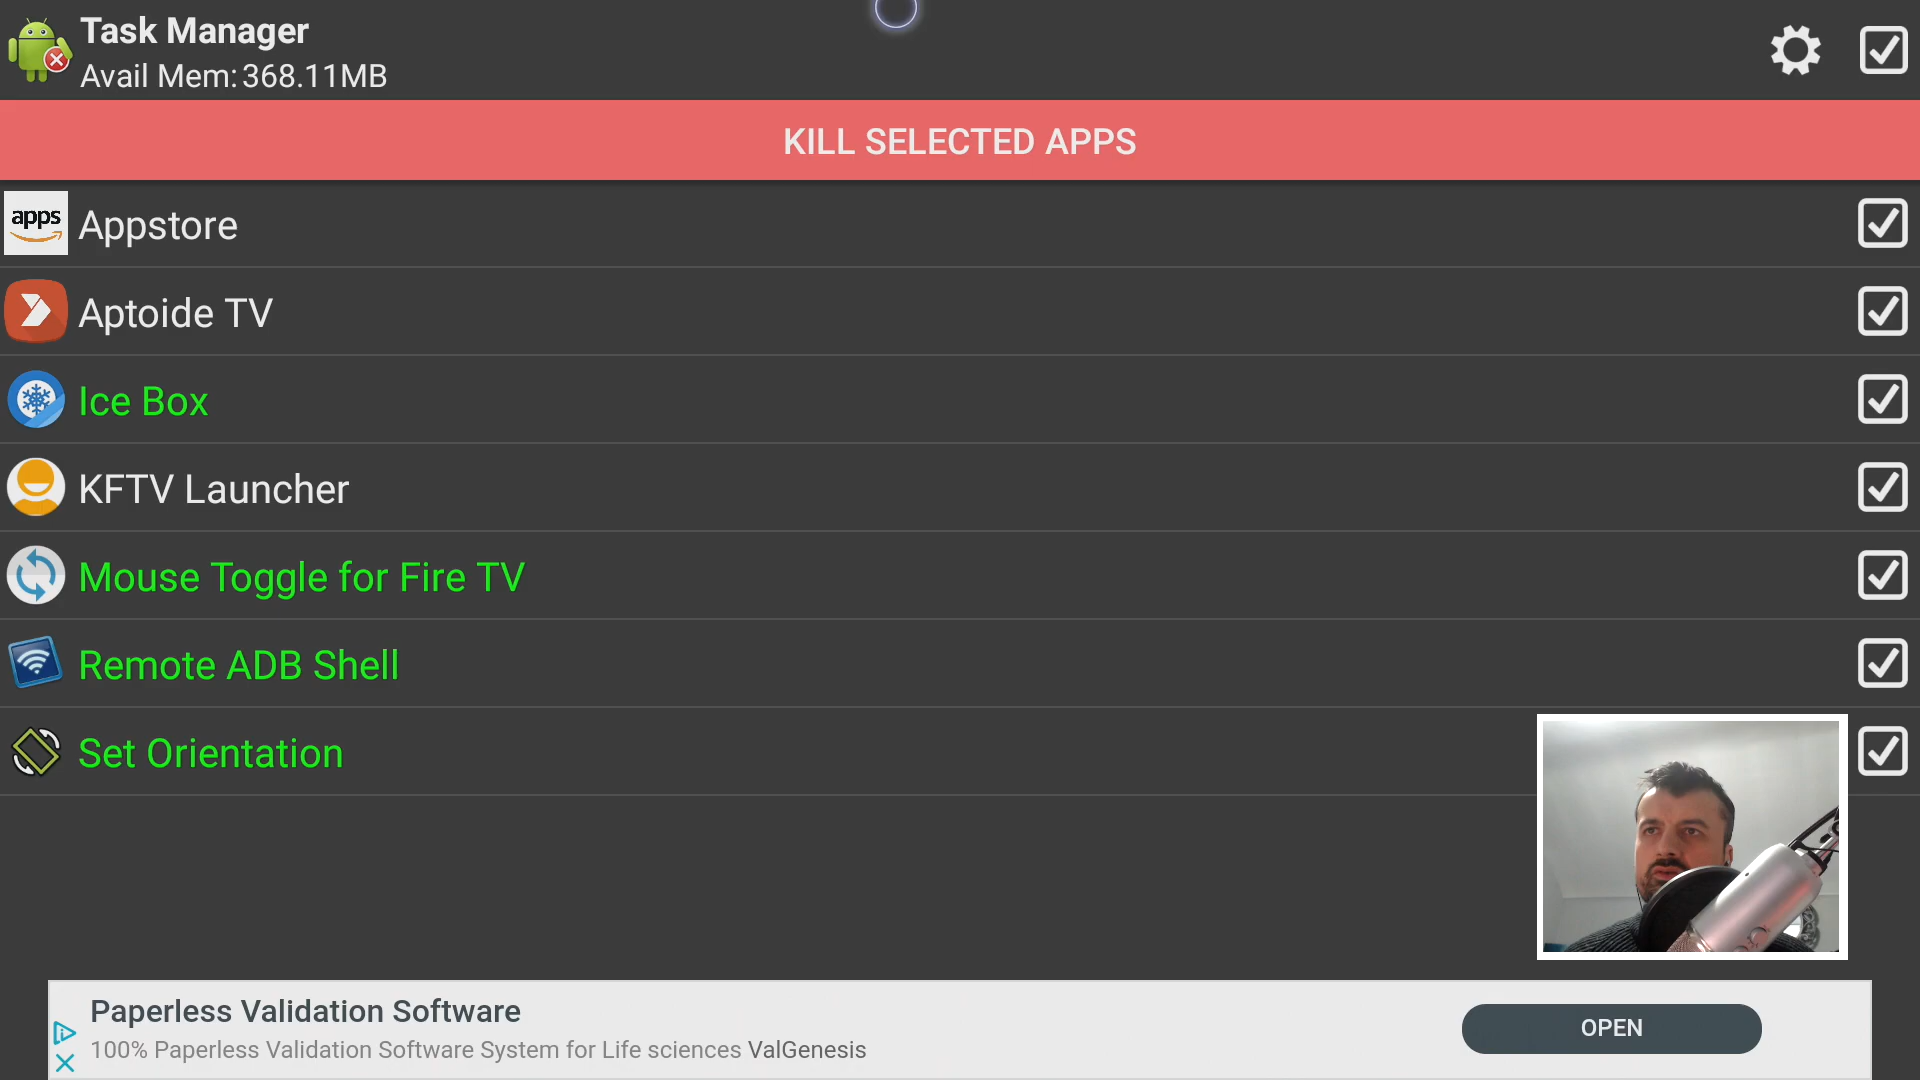 Task Manager
Avail Mem: 368.11MB
KILL SELECTED APPS
apps
Appstore
Aptoide TV
Ice Box
KFTV Launcher
Mouse Toggle for Fire TV
Remote ADB Shell
Set Orientation
Paperless Validation Software
100% Paperless Validation Software System for Life sciences ValGenesis
OPEN